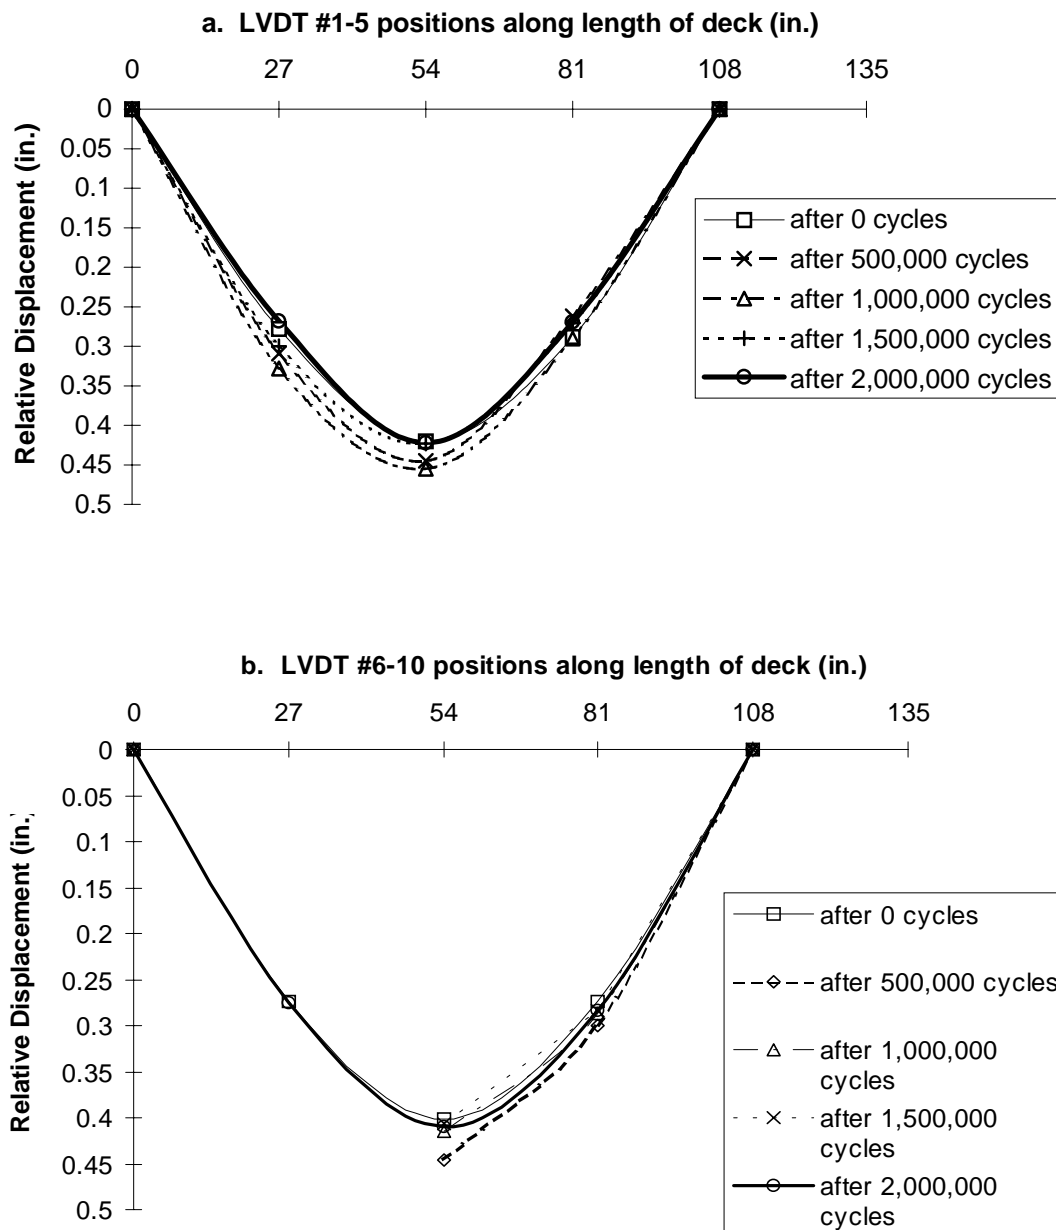 a. LVDT #1-5 positions along length of deck (in.)
0 27 54 81 108 135
Relative Displacement (in.)
0
0.05
0.1
0.15
0.2
0.25
0.3
0.35
0.4
0.45
0.5
after 0 cycles
after 500,000 cycles
after 1,000,000 cycles
after 1,500,000 cycles
after 2,000,000 cycles
b. LVDT #6-10 positions along length of deck (in.)
0 27 54 81 108 135
Relative Displacement (in.)
0
0.05
0.1
0.15
0.2
0.25
0.3
0.35
0.4
0.45
0.5
after 0 cycles
after 500,000 cycles
after 1,000,000
cycles
after 1,500,000
cycles
after 2,000,000
cycles